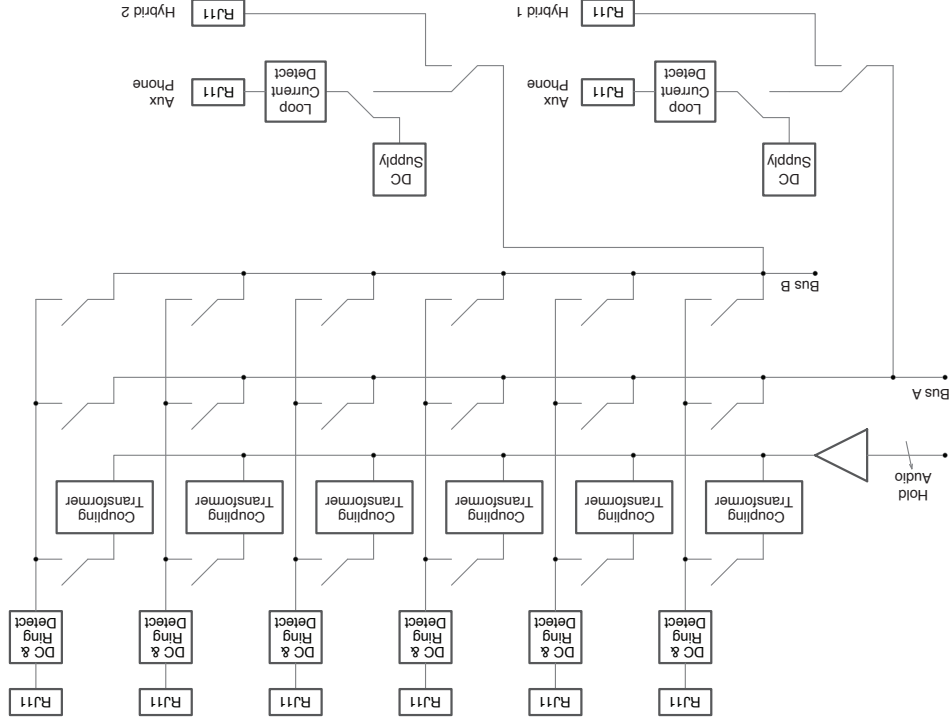 RJ11
RJ11
RJ11
RJ11
RJ11
RJ11
DC &
Ring
Detect
DC &
Ring
Detect
DC &
Ring
Detect
DC &
Ring
Detect
DC &
Ring
Detect
DC &
Ring
Detect
Hold
Audio
Coupling
Transformer
Coupling
Transformer
Coupling
Transformer
Coupling
Transformer
Coupling
Transformer
Coupling
Transformer
Bus A
Bus B
DC
Supply
DC
Supply
Loop
Current
Detect
RJ11
Aux
Phone
Loop
Current
Detect
RJ11
Aux
Phone
RJ11
Hybrid 1
RJ11
Hybrid 2